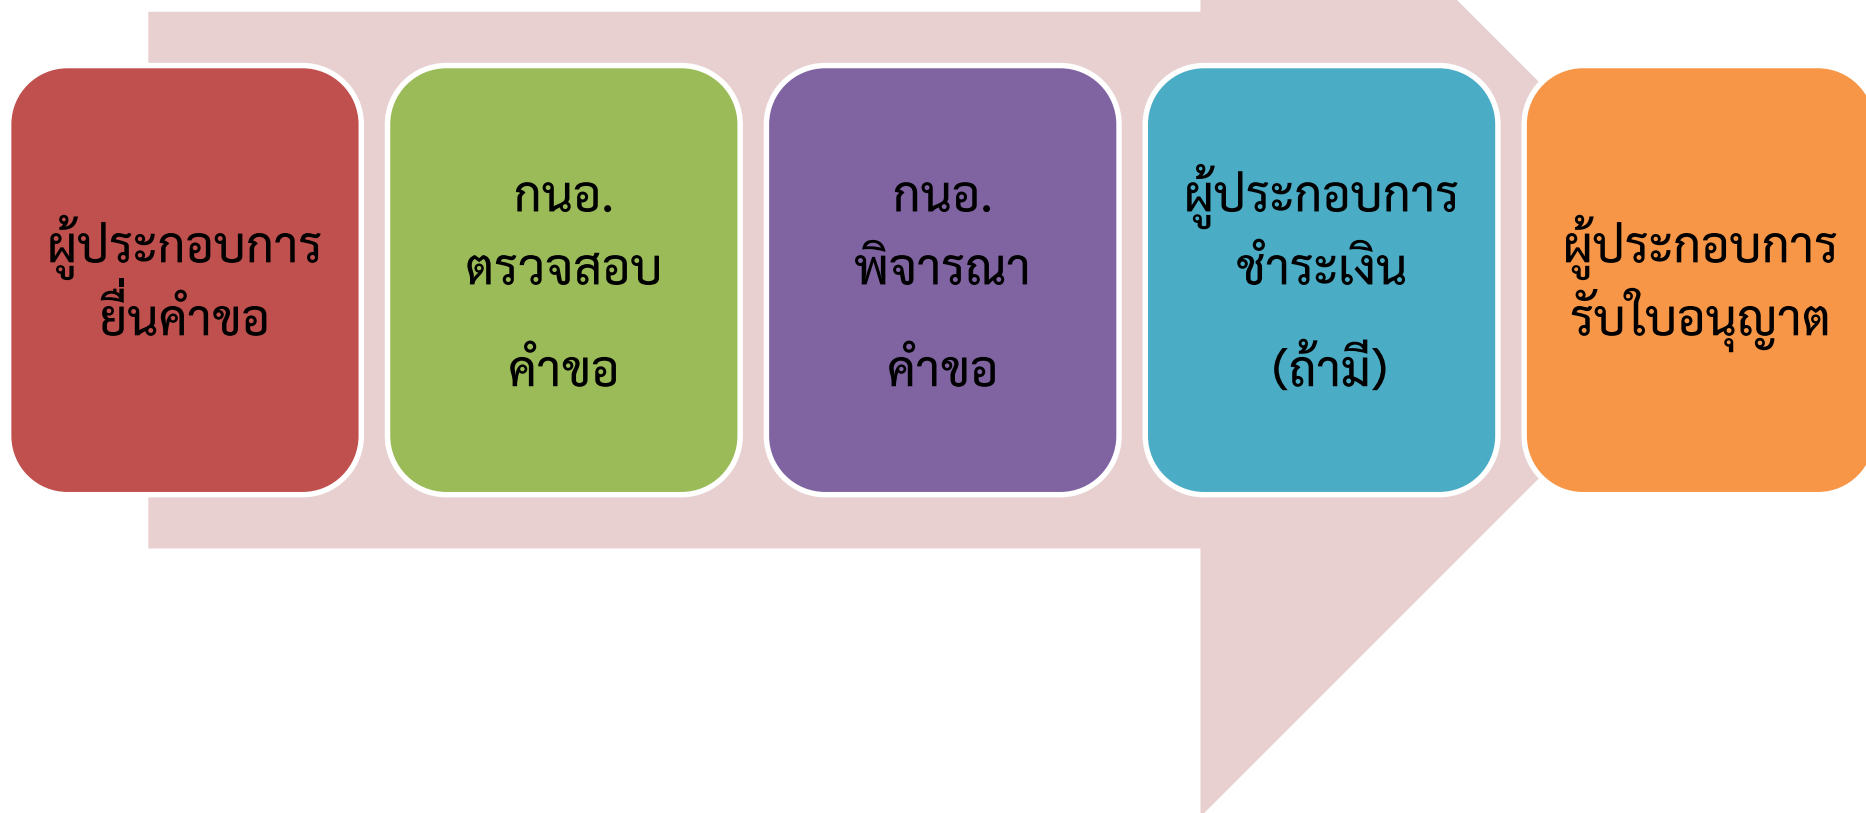 ผู้ประกอบการ
ยื่นคำขอ
กนอ.
ตรวจสอบ
คำขอ
กนอ.
พิจารณา
คำขอ
ผู้ประกอบการ
ชำระเงิน
(ถ้ามี)
ผู้ประกอบการ
รับใบอนุญาต